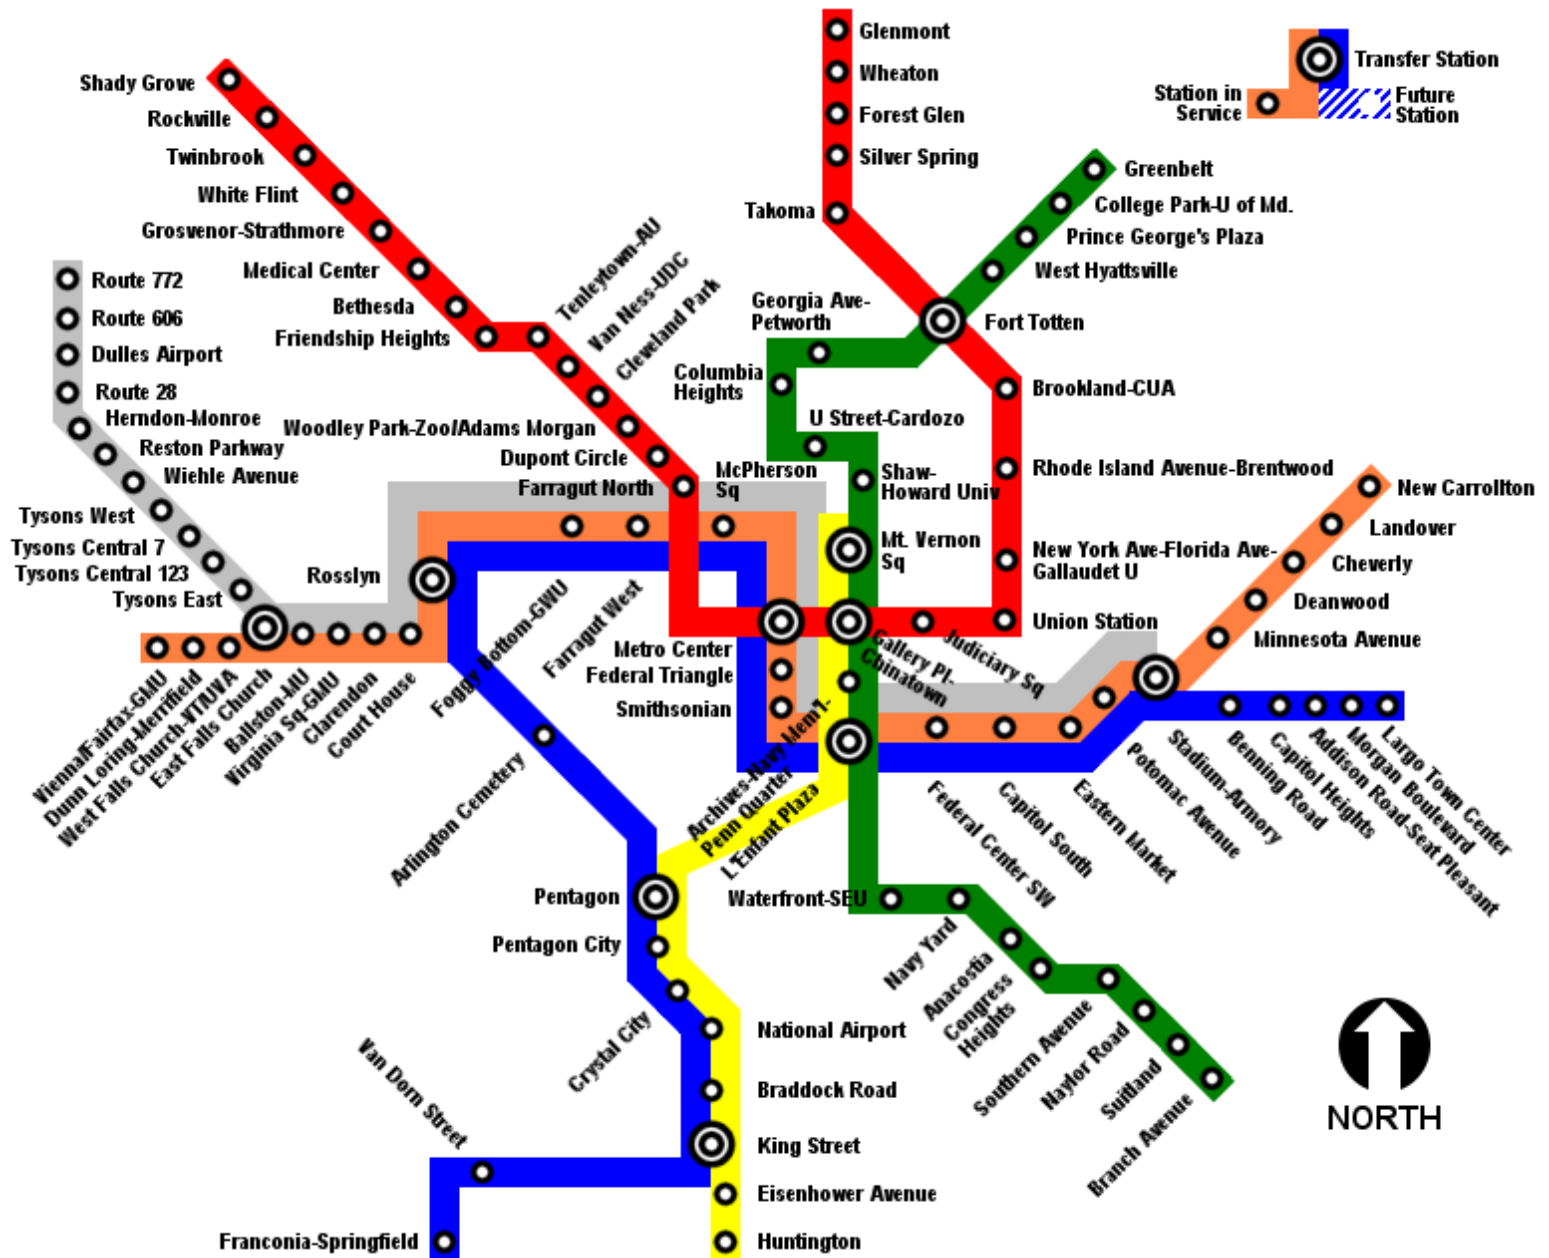 Glenmont
Wheaton
Forest Glen
Silver Spring
Takoma
Transfer Station
Station in
Service
Future
Station
Shady Grove
Rockville
Twinbrook
White Flint
Grosvenor-Strathmore
Medical Center
Bethesda
Friendship Heights
Tenleytown-AU
Van Ness-UDC
Cleveland Park
Woodley Park-Zoo/Adams Morgan
Dupont Circle
Farragut North
Greenbelt
College Park-U of Md.
Prince George's Plaza
West Hyattsville
Fort Totten
Georgia Ave-
Petworth
Columbia
Heights
U Street-Cardozo
Shaw-
Howard Univ
Mt. Vernon
Sq
Brookland-CUA
Rhode Island Avenue-Brentwood
New York Ave-Florida Ave-
Gallaudet U
Union Station
Judiciary Sq
Gallery Pl-
Chinatown
Route 772
Route 606
Dulles Airport
Route 28
Herndon-Monroe
Reston Parkway
Wiehle Avenue
Tysons West
Tysons Central 7
Tysons Central 123
Tysons East
Rosslyn
McPherson
Sq
Metro Center
Federal Triangle
Smithsonian
Foggy Bottom-GWU
Farragut West
Vienna/Fairfax-GMU
Dunn Loring-Merrifield
West Falls Church-VT/UVA
East Falls Church
Ballston-MU
Virginia Sq-GMU
Clarendon
Court House
New Carrollton
Landover
Cheverly
Deanwood
Minnesota Avenue
Arlington Cemetery
Archives-Navy Mem'l-
Penn Quarter
L'Enfant Plaza
Federal Center SW
Capitol South
Eastern Market
Potomac Avenue
Stadium-Armory
Benning Road
Capitol Heights
Addison Road-Seat Pleasant
Morgan Boulevard
Largo Town Center
Pentagon
Pentagon City
Crystal City
National Airport
Braddock Road
King Street
Eisenhower Avenue
Huntington
Van Dorn Street
Franconia-Springfield
Waterfront-SEU
Navy Yard
Anacostia
Congress
Heights
Southern Avenue
Naylor Road
Suitland
Branch Avenue
NORTH